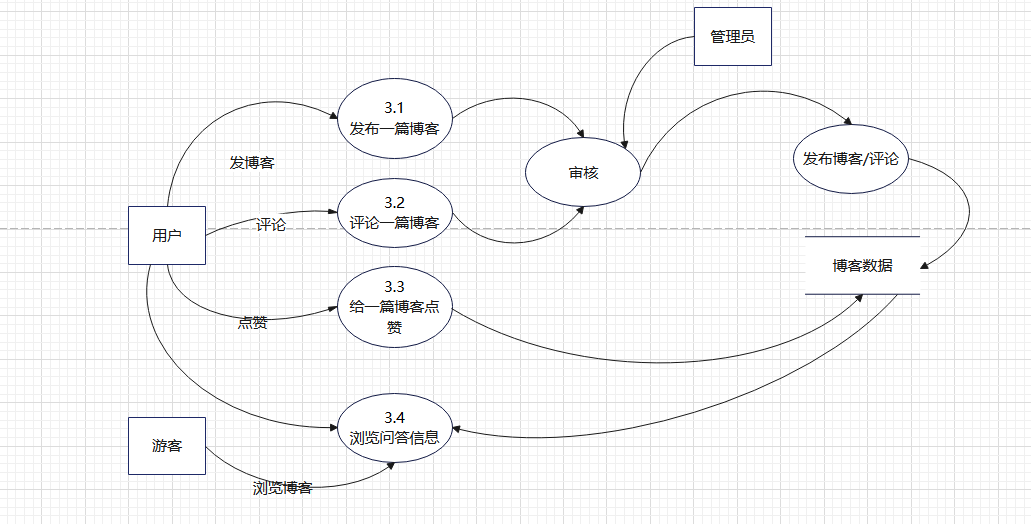 管理员
3.1
发布一篇博客
发博客
审核
发布博客/评论
3.2
评论一篇博客
评论
用户
博客数据
3.3
给一篇博客点
赞
点赞
3.4
浏览问答信息
游客
浏览博客